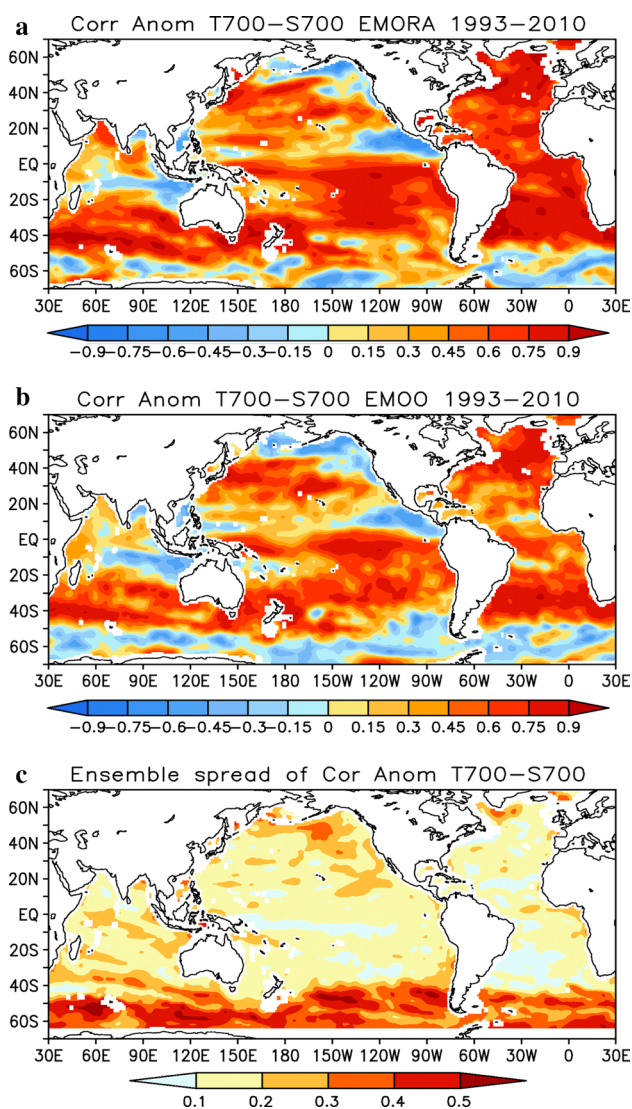 a Corr Anom T700-S700 EMORA 1993-2010
60N
40N
20N
EQ
20S
40S
60S
30E 60E 90E 120E 150E 180 150W 120W 90W 60W 30W 0 30E
-0.9 -0.75 -0.6 -0.45 -0.3 -0.15 0 0.15 0.3 0.45 0.6 0.75 0.9
b Corr Anom T700-S700 EMOO 1993-2010
60N
40N
20N
EQ
20S
40S
60S
30E 60E 90E 120E 150E 180 150W 120W 90W 60W 30W 0 30E
-0.9 -0.75 -0.6 -0.45 -0.3 -0.15 0 0.15 0.3 0.45 0.6 0.75 0.9
c Ensemble spread of Cor Anom T700-S700
60N
40N
20N
EQ
20S
40S
60S
30E 60E 90E 120E 150E 180 150W 120W 90W 60W 30W 0 30E
0.1 0.2 0.3 0.4 0.5